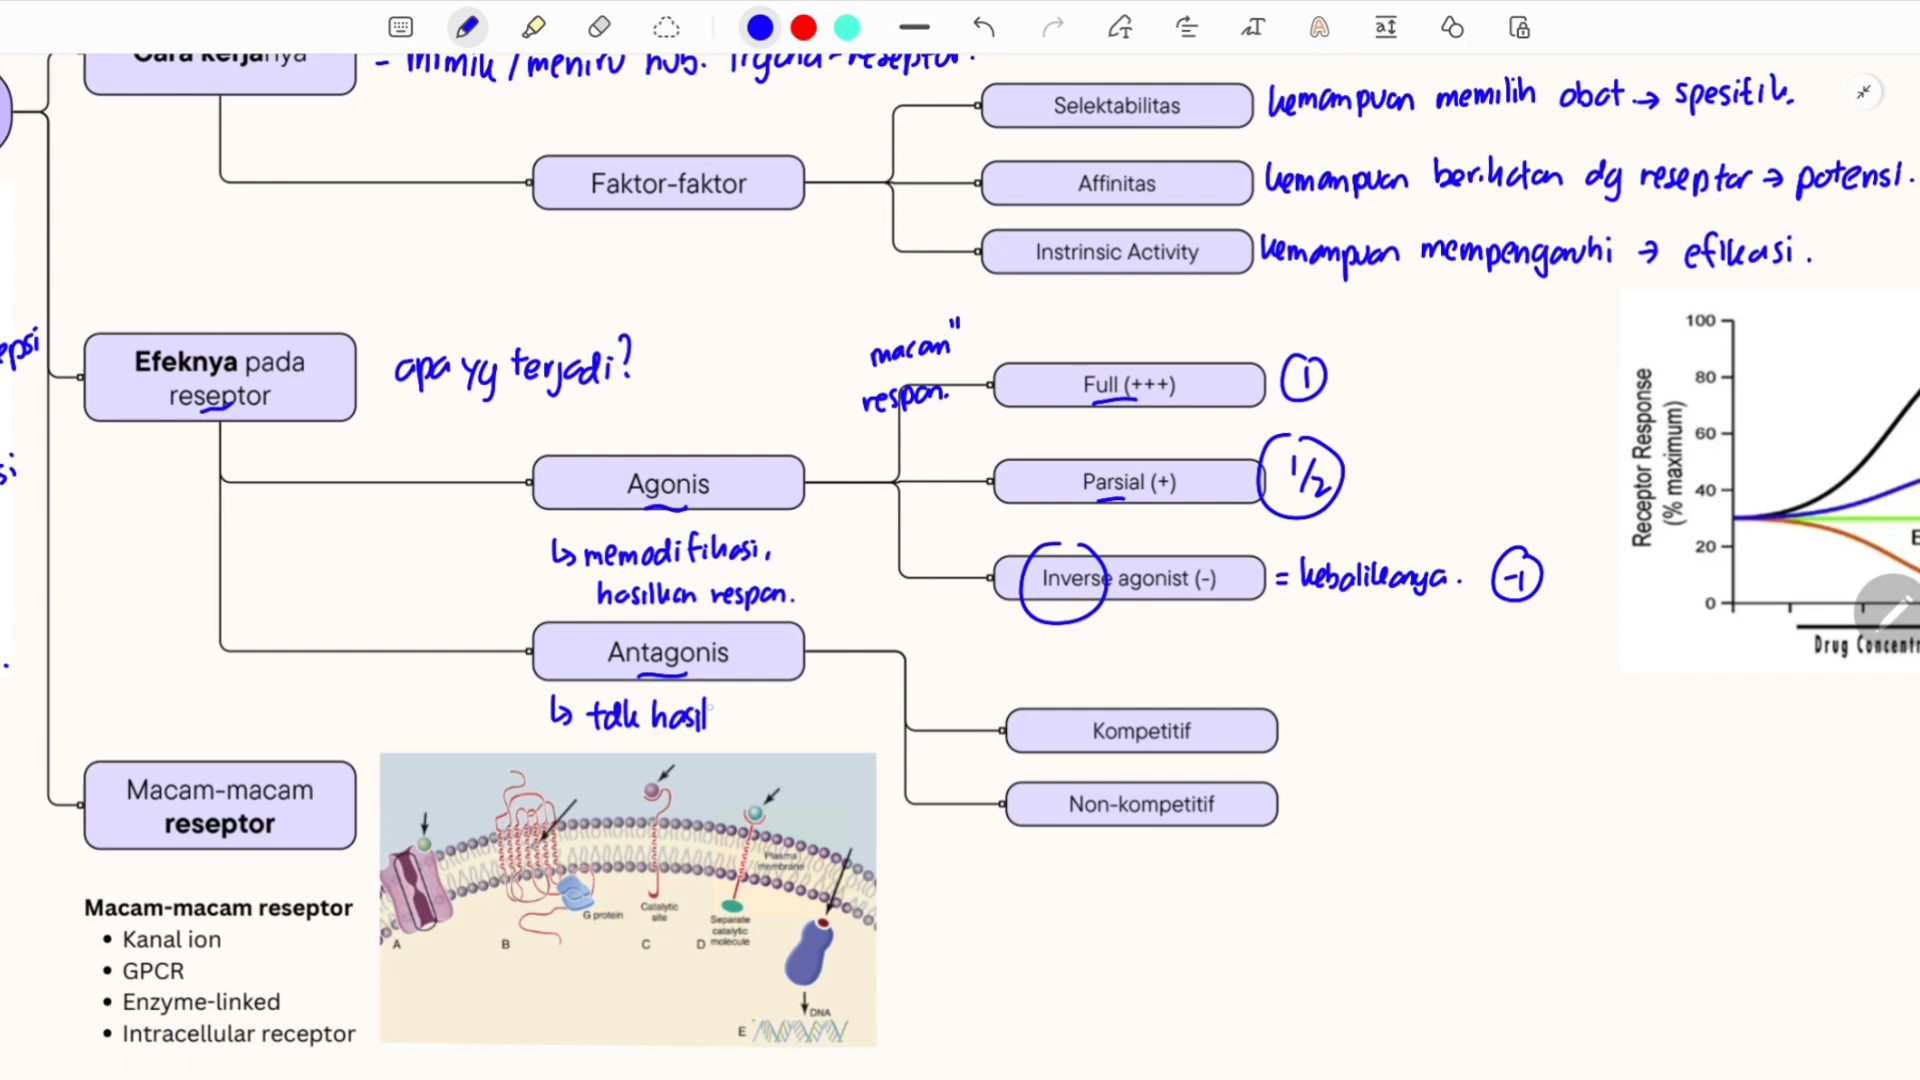 Cara kerjanya
- mimik / meniru hub. ligand-reseptor.
Selektabilitas
kemampuan memilih obat → spesifik.
Faktor-faktor
Affinitas
kemampuan berikatan dg reseptor → potensi.
Instrinsic Activity
kemampuan mempengaruhi → efikasi.
Efeknya pada
reseptor
apa yg terjadi?
macam"
respon.
Full (+++)
1
Agonis
Parsial (+)
1/2
↳ memodifikasi,
hasilkan respon.
Inverse agonist (-)
= kebalikanya.
-1
Antagonis
↳ tdk hasil
Kompetitif
Non-kompetitif
Receptor Response
(% maximum)
100
80
60
40
20
0
E
Drug Concentr
epsi
si
Macam-macam
reseptor
Macam-macam reseptor
• Kanal ion
• GPCR
• Enzyme-linked
• Intracellular receptor
Plasma
membrane
G protein
Catalytic
site
Separate
catalytic
molecule
A
B
C
D
DNA
E